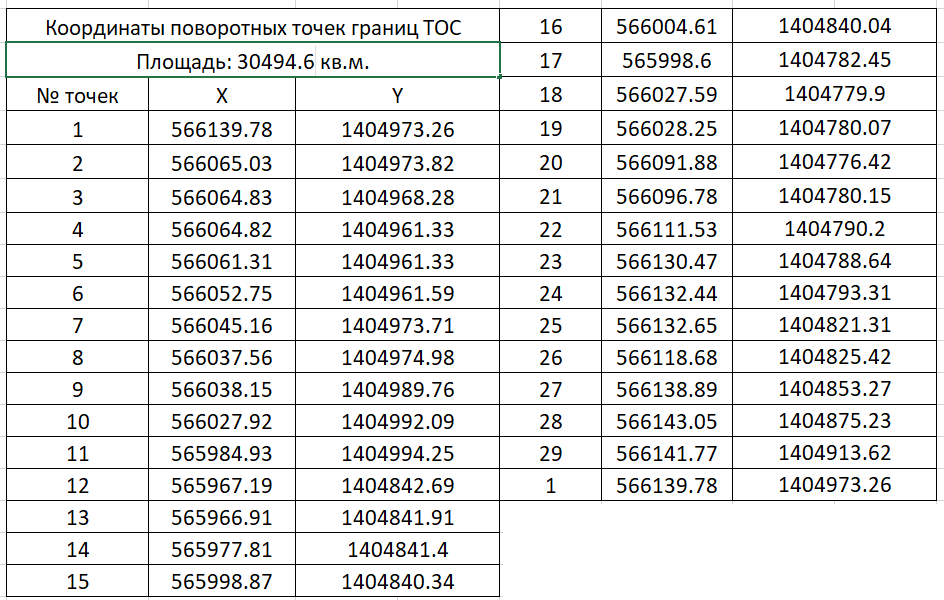 Координаты поворотных точек границ ТОС
Площадь: 30494.6 кв.м.
№ точек X Y
1 566139.78 1404973.26
2 566065.03 1404973.82
3 566064.83 1404968.28
4 566064.82 1404961.33
5 566061.31 1404961.33
6 566052.75 1404961.59
7 566045.16 1404973.71
8 566037.56 1404974.98
9 566038.15 1404989.76
10 566027.92 1404992.09
11 565984.93 1404994.25
12 565967.19 1404842.69
13 565966.91 1404841.91
14 565977.81 1404841.4
15 565998.87 1404840.34
16 566004.61 1404840.04
17 565998.6 1404782.45
18 566027.59 1404779.9
19 566028.25 1404780.07
20 566091.88 1404776.42
21 566096.78 1404780.15
22 566111.53 1404790.2
23 566130.47 1404788.64
24 566132.44 1404793.31
25 566132.65 1404821.31
26 566118.68 1404825.42
27 566138.89 1404853.27
28 566143.05 1404875.23
29 566141.77 1404913.62
1 566139.78 1404973.26